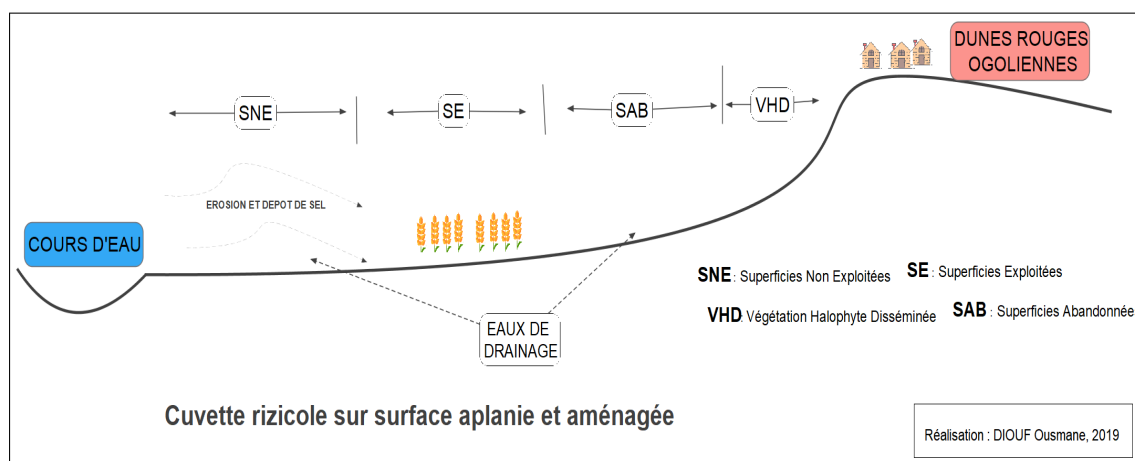 DUNES ROUGES
OGOLIENNES
SNE
SE
SAB
VHD
EROSION ET DEPOT DE SEL
COURS D'EAU
SNE : Superficies Non Exploitées
SE : Superficies Exploitées
VHD: Végétation Halophyte Disséminée
SAB : Superficies Abandonnée
EAUX DE
DRAINAGE
Cuvette rizicole sur surface aplanie et aménagée
Réalisation : DIOUF Ousmane, 2019